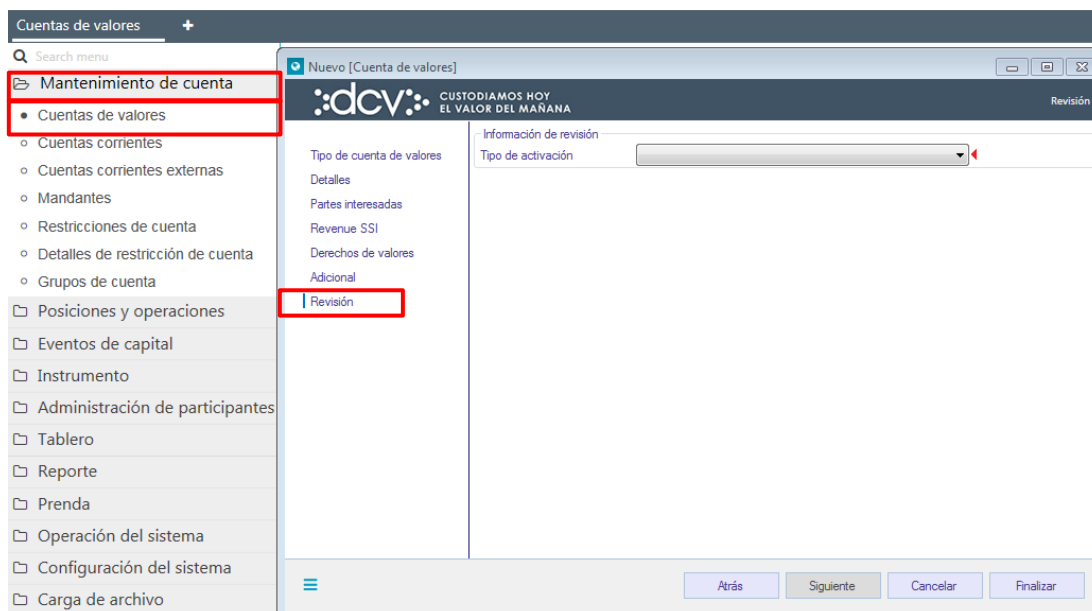 Cuentas de valores +
Search menu
Mantenimiento de cuenta
Cuentas de valores
Cuentas corrientes
Cuentas corrientes externas
Mandantes
Restricciones de cuenta
Detalles de restricción de cuenta
Grupos de cuenta
Posiciones y operaciones
Eventos de capital
Instrumento
Administración de participantes
Tablero
Reporte
Prenda
Operación del sistema
Configuración del sistema
Carga de archivo
Nuevo [Cuenta de valores]
dcv CUSTODIAMOS HOY
EL VALOR DEL MAÑANA
Revisión
Tipo de cuenta de valores
Detalles
Partes interesadas
Revenue SSI
Derechos de valores
Adicional
Revisión
Información de revisión
Tipo de activación
Atrás Siguiente Cancelar Finalizar